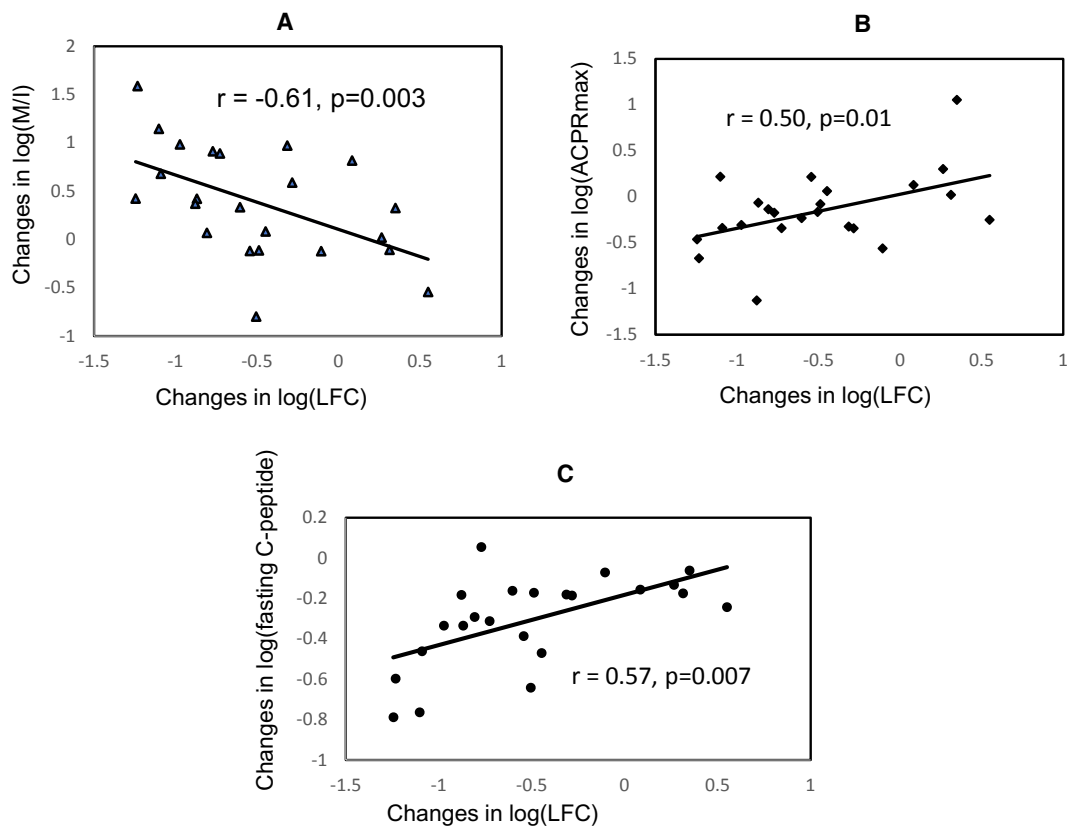 A
Changes in log(M/I)
2
1.5
1
0.5
0
-0.5
-1
r = -0.61, p=0.003
-1.5 -1 -0.5 0 0.5 1
Changes in log(LFC)
B
Changes in log(ACPRmax)
1.5
1
0.5
0
-0.5
-1
-1.5
r = 0.50, p=0.01
-1.5 -1 -0.5 0 0.5 1
Changes in log(LFC)
C
Changes in log(fasting C-peptide)
0.2
0
-0.2
-0.4
-0.6
-0.8
-1
r = 0.57, p=0.007
-1.5 -1 -0.5 0 0.5 1
Changes in log(LFC)